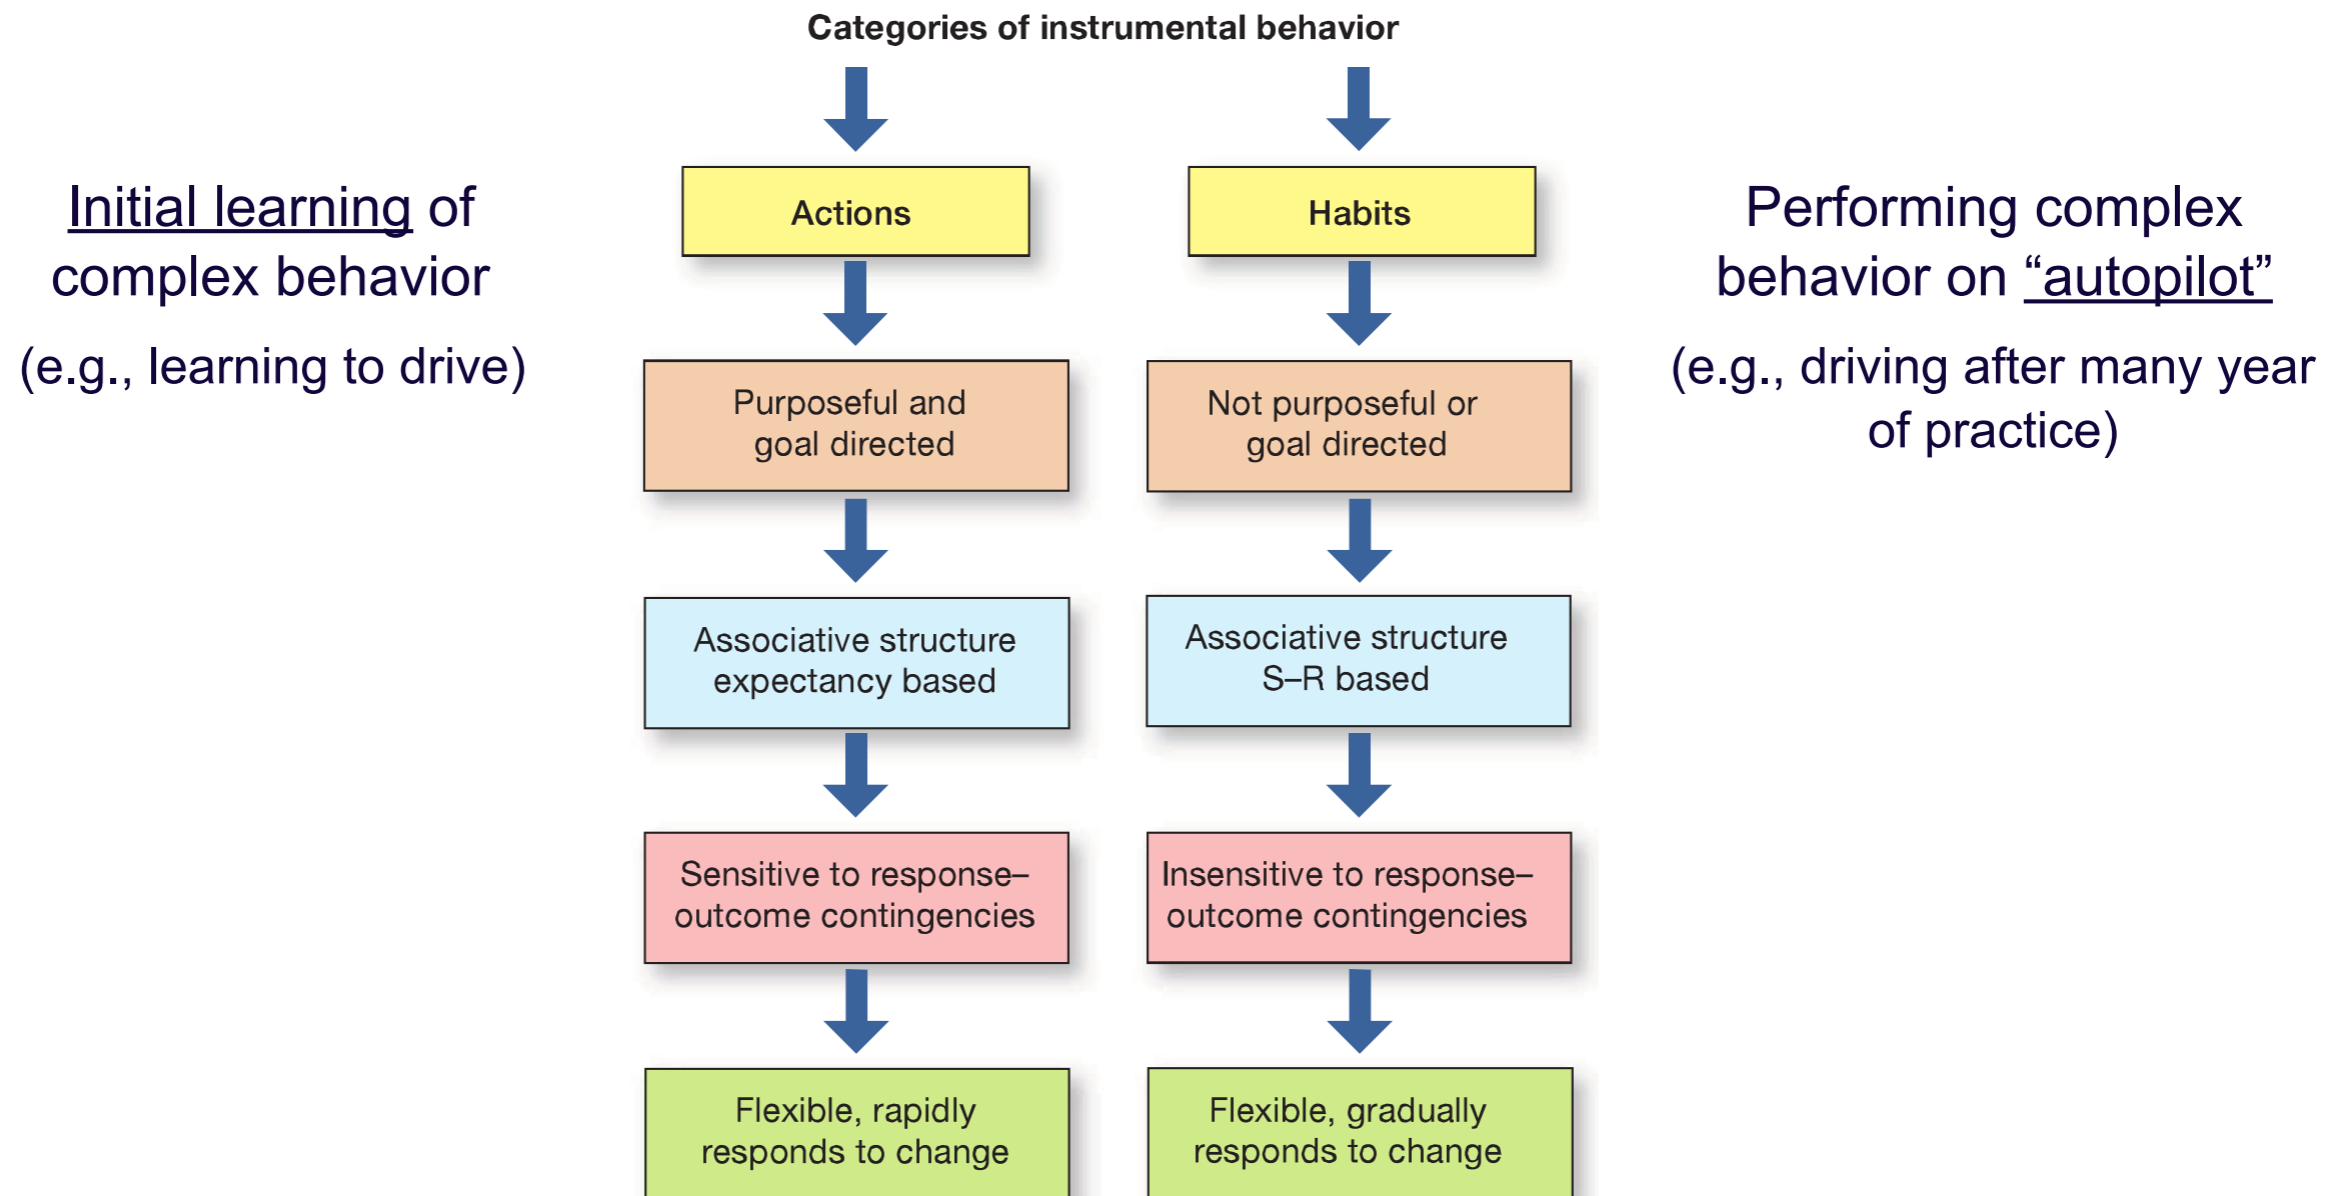 Categories of instrumental behavior
Initial learning of
complex behavior
(e.g., learning to drive)
Actions
Purposeful and
goal directed
Associative structure
expectancy based
Sensitive to response–
outcome contingencies
Flexible, rapidly
responds to change
Habits
Not purposeful or
goal directed
Associative structure
S–R based
Insensitive to response–
outcome contingencies
Flexible, gradually
responds to change
Performing complex
behavior on “autopilot”
(e.g., driving after many year
of practice)